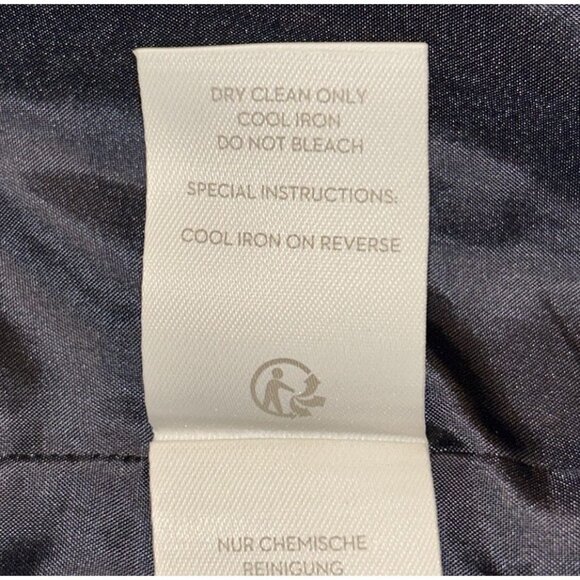 DRY CLEAN ONLY
COOL IRON
DO NOT BLEACH
SPECIAL INSTRUCTIONS:
COOL IRON ON REVERSE
NUR CHEMISCHE
REINIGUNG